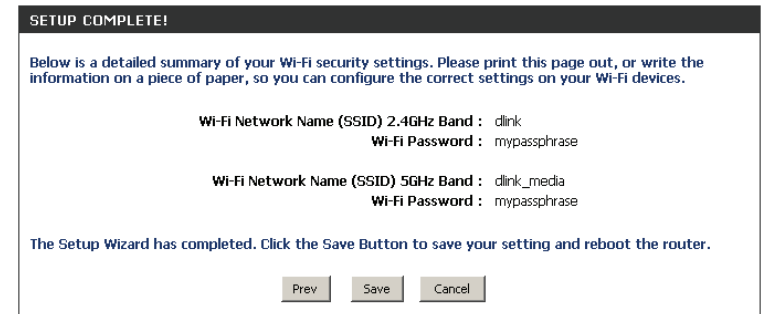 SETUP COMPLETE!
Below is a detailed summary of your Wi-Fi security settings. Please print this page out, or write the
information on a piece of paper, so you can configure the correct settings on your Wi-Fi devices.
Wi-Fi Network Name (SSID) 2.4GHz Band : dlink
Wi-Fi Password : mypassphrase
Wi-Fi Network Name (SSID) 5GHz Band : dlink_media
Wi-Fi Password : mypassphrase
The Setup Wizard has completed. Click the Save Button to save your setting and reboot the router.
Prev Save Cancel